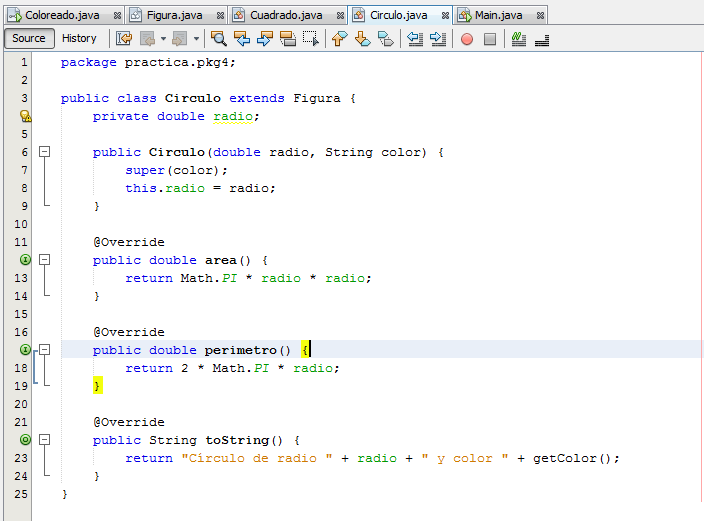 Coloreado.java Figura.java Cuadrado.java Circulo.java Main.java
Source History
1 package practica.pkg4;
2
3 public class Circulo extends Figura {
private double radio;
5
6 public Circulo(double radio, String color) {
7 super(color);
8 this.radio = radio;
9 }
10
11 @Override
public double area() {
13 return Math.PI * radio * radio;
14 }
15
16 @Override
public double perimetro() {
18 return 2 * Math.PI * radio;
19 }
20
21 @Override
public String toString() {
23 return "Círculo de radio " + radio + " y color " + getColor();
24 }
25 }